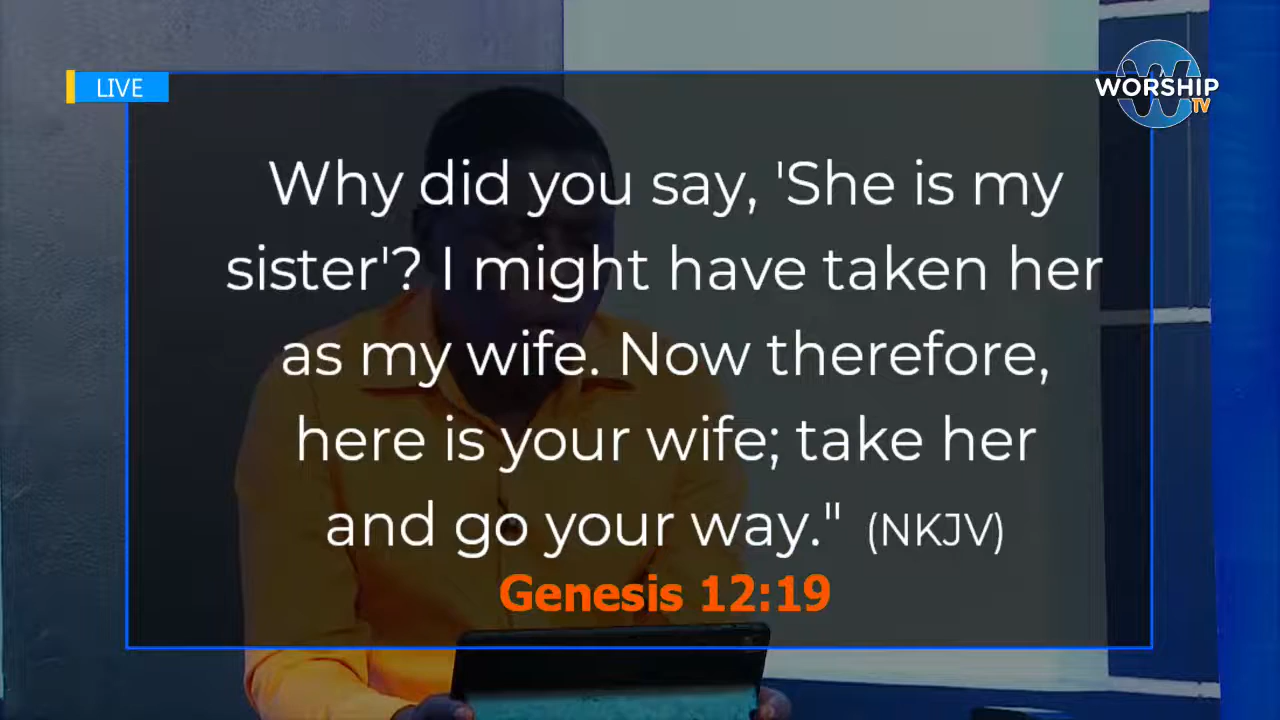 LIVE
WORSHIP
TV
Why did you say, 'She is my
sister'? I might have taken her
as my wife. Now therefore,
here is your wife; take her
and go your way." (NKJV)
Genesis 12:19